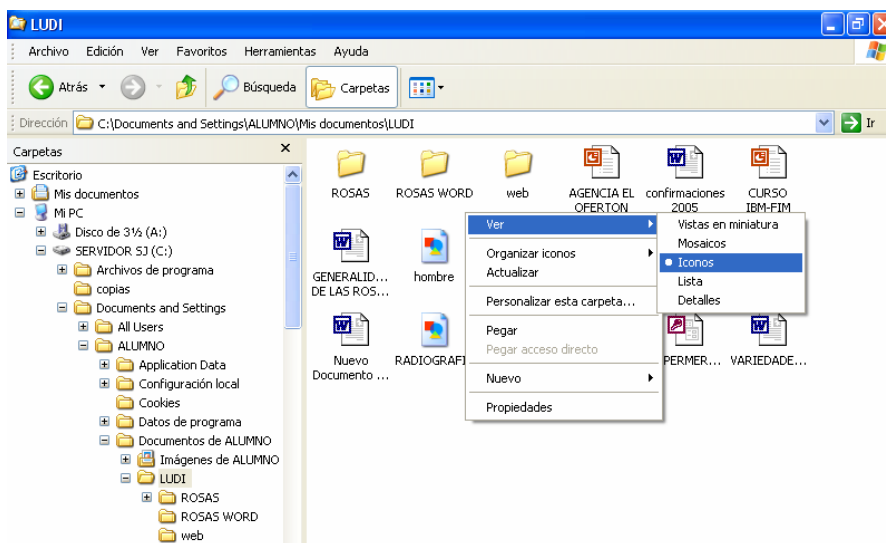 LUDI
Archivo Edición Ver Favoritos Herramientas Ayuda
Atrás Búsqueda Carpetas
Dirección C:\Documents and Settings\ALUMNO\Mis documentos\LUDI Ir
Carpetas x
Escritorio
Mis documentos
Mi PC
Disco de 3½ (A:)
SERVIDOR SJ (C:)
Archivos de programa
copias
Documents and Settings
All Users
ALUMNO
Application Data
Configuración local
Cookies
Datos de programa
Documentos de ALUMNO
Imágenes de ALUMNO
LUDI
ROSAS
ROSAS WORD
web
ROSAS
ROSAS WORD
web
AGENCIA EL
OFERTON
confirmaciones
2005
CURSO
IBM-FIM
GENERALID...
DE LAS ROS...
hombre
Nuevo
Documento ...
RADIOGRAFI
PERMER...
VARIEDADE...
Ver
Organizar iconos
Actualizar
Personalizar esta carpeta...
Pegar
Pegar acceso directo
Nuevo
Propiedades
Vistas en miniatura
Mosaicos
Iconos
Lista
Detalles